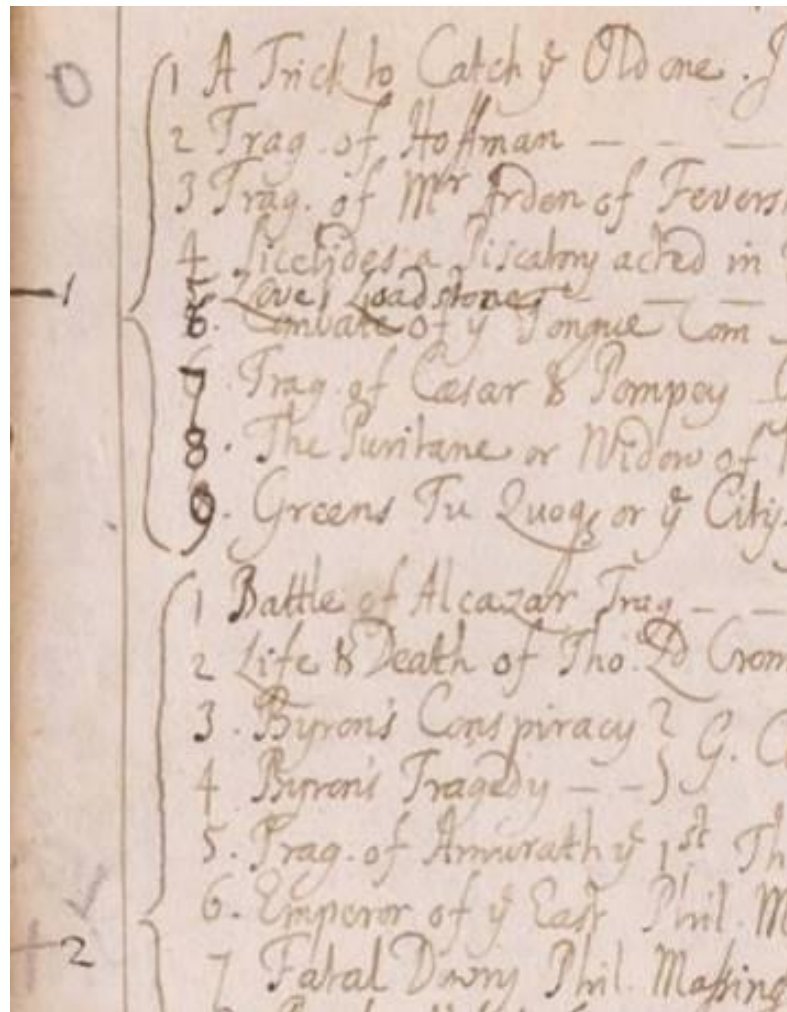 0
1 A Trick to Catch yͤ Old one . J
2 Trag. of Hoffman — — —
3 Trag. of Mʳ Arden of Fevers
4 Sicelides a Piscatory acted in
1
5 Loves Loadstone — — —
6. Combate of yͤ Tongue Com
7. Trag. of Cæsar & Pompey
8. The Puritane or Widow of
9. Greens Tu Quoqꝫ or yͤ City
1 Battle of Alcazar Trag — —
2 Life & Death of Tho. Ld Crom
3. Byron's Conspiracy } G. C
4 Byron's Tragedy — —
5. Trag. of Amurath yͤ 1st Th
6. Emperor of yͤ East Phil. M
2
7 Fatal Dowry Phil. Massing